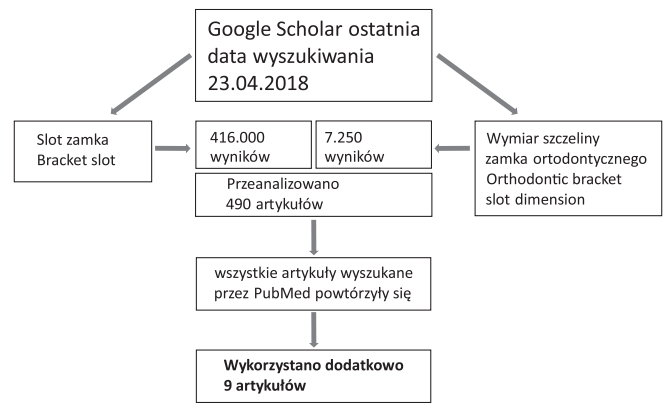 Google Scholar ostatnia
data wyszukiwania
23.04.2018
Slot zamka
Bracket slot
416.000
wyników
7.250
wyników
Wymiar szczeliny
zamka ortodontycznego
Orthodontic bracket
slot dimension
Przeanalizowano
490 artykułów
wszystkie artykuły wyszukane
przez PubMed powtórzyły się
Wykorzystano dodatkowo
9 artykułów